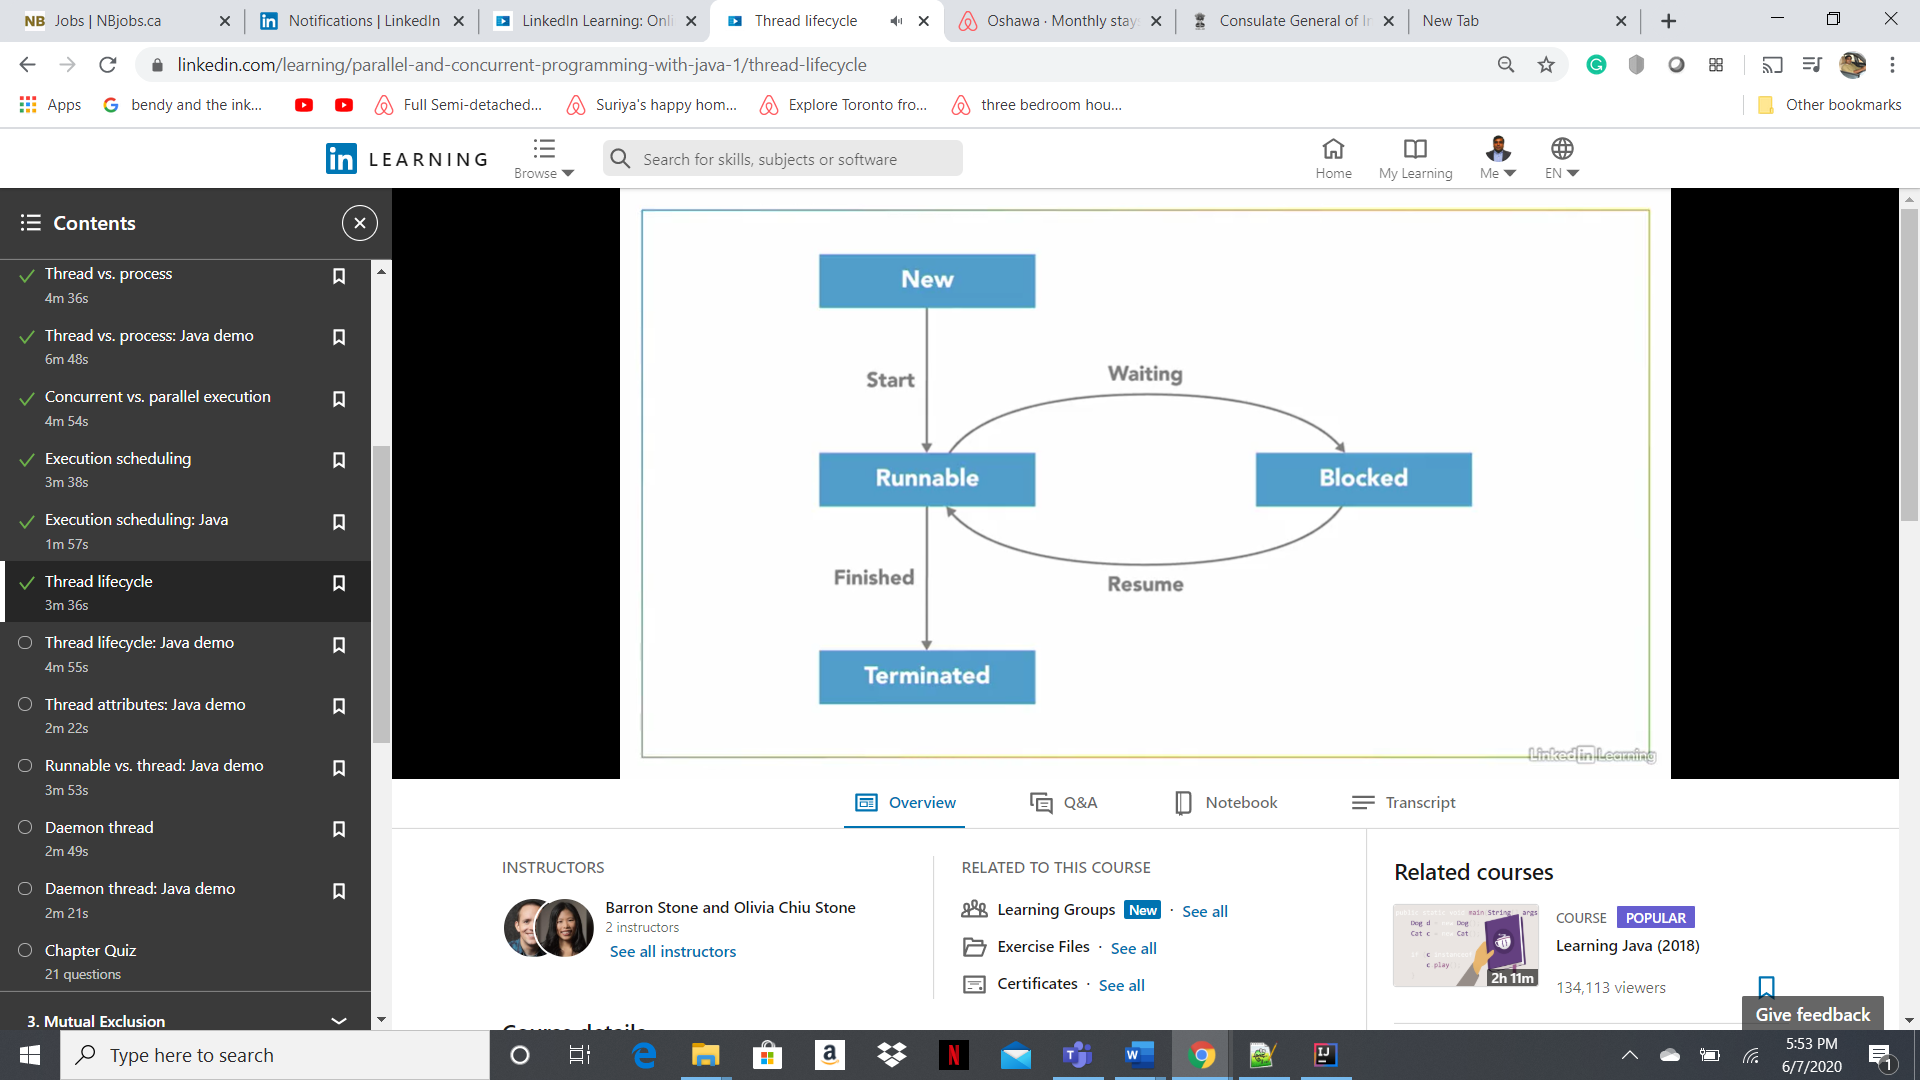 NB Jobs | NBjobs.ca
Notifications | LinkedIn
LinkedIn Learning: Onli
Thread lifecycle
Oshawa · Monthly stay
Consulate General of In
New Tab
linkedin.com/learning/parallel-and-concurrent-programming-with-java-1/thread-lifecycle
Apps
bendy and the ink...
Full Semi-detached...
Suriya's happy hom...
Explore Toronto fro...
three bedroom hou...
Other bookmarks
in LEARNING
Browse
Search for skills, subjects or software
Home
My Learning
Me
EN
Contents
Thread vs. process
4m 36s
Thread vs. process: Java demo
6m 48s
Concurrent vs. parallel execution
4m 54s
Execution scheduling
3m 38s
Execution scheduling: Java
1m 57s
Thread lifecycle
3m 36s
Thread lifecycle: Java demo
4m 55s
Thread attributes: Java demo
2m 22s
Runnable vs. thread: Java demo
3m 53s
Daemon thread
2m 49s
Daemon thread: Java demo
2m 21s
Chapter Quiz
21 questions
3. Mutual Exclusion
New
Start
Waiting
Runnable
Blocked
Finished
Resume
Terminated
Linked in Learning
Overview
Q&A
Notebook
Transcript
INSTRUCTORS
Barron Stone and Olivia Chiu Stone
2 instructors
See all instructors
RELATED TO THIS COURSE
Learning Groups New · See all
Exercise Files · See all
Certificates · See all
Course details
Related courses
2h 11m
COURSE POPULAR
Learning Java (2018)
134,113 viewers
Give feedback
Type here to search
5:53 PM
6/7/2020
1